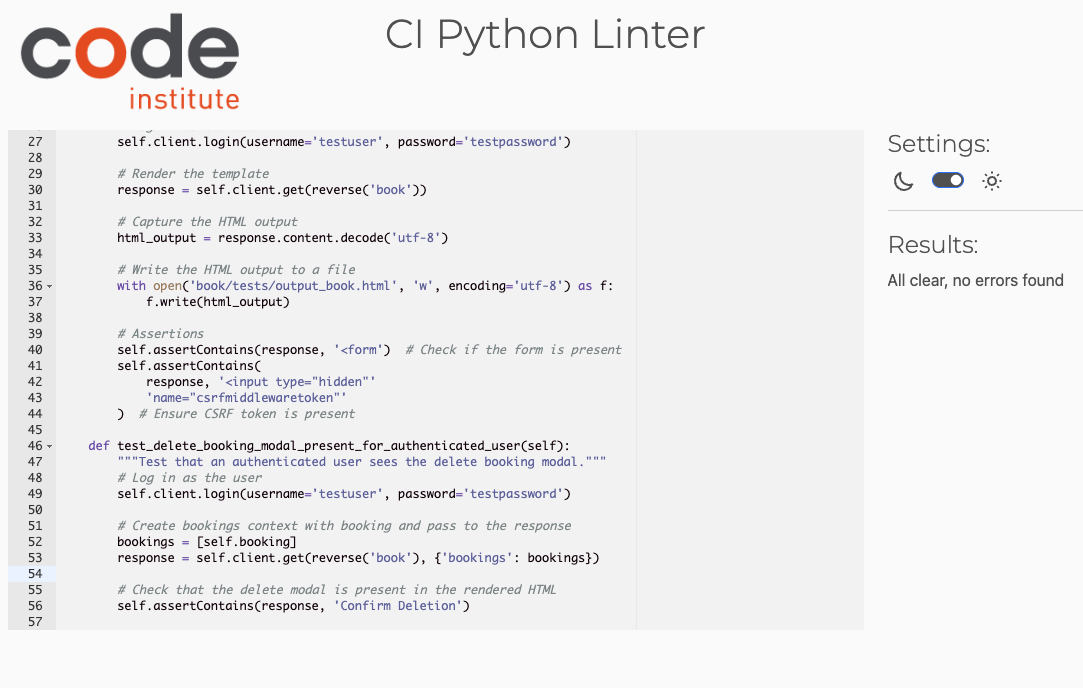 code
institute
CI Python Linter
27 self.client.login(username='testuser', password='testpassword')
28
29 # Render the template
30 response = self.client.get(reverse('book'))
31
32 # Capture the HTML output
33 html_output = response.content.decode('utf-8')
34
35 # Write the HTML output to a file
36 with open('book/tests/output_book.html', 'w', encoding='utf-8') as f:
37 f.write(html_output)
38
39 # Assertions
40 self.assertContains(response, '<form')  # Check if the form is present
41 self.assertContains(
42 response, '<input type="hidden"'
43 'name="csrfmiddlewaretoken"'
44 )  # Ensure CSRF token is present
45
46 def test_delete_booking_modal_present_for_authenticated_user(self):
47 """Test that an authenticated user sees the delete booking modal."""
48 # Log in as the user
49 self.client.login(username='testuser', password='testpassword')
50
51 # Create bookings context with booking and pass to the response
52 bookings = [self.booking]
53 response = self.client.get(reverse('book'), {'bookings': bookings})
54
55 # Check that the delete modal is present in the rendered HTML
56 self.assertContains(response, 'Confirm Deletion')
57
Settings:
Results:
All clear, no errors found